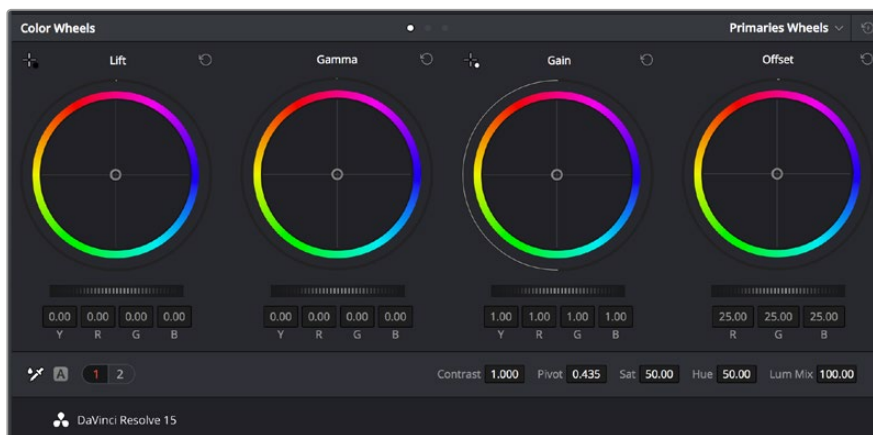 Color Wheels Primaries Wheels
Lift Gamma Gain Offset
0.00 0.00 0.00 0.00 0.00 0.00 0.00 0.00 1.00 1.00 1.00 1.00 25.00 25.00 25.00
Y R G B Y R G B Y R G B R G B
A 1 2 Contrast 1.000 Pivot 0.435 Sat 50.00 Hue 50.00 Lum Mix 100.00
DaVinci Resolve 15